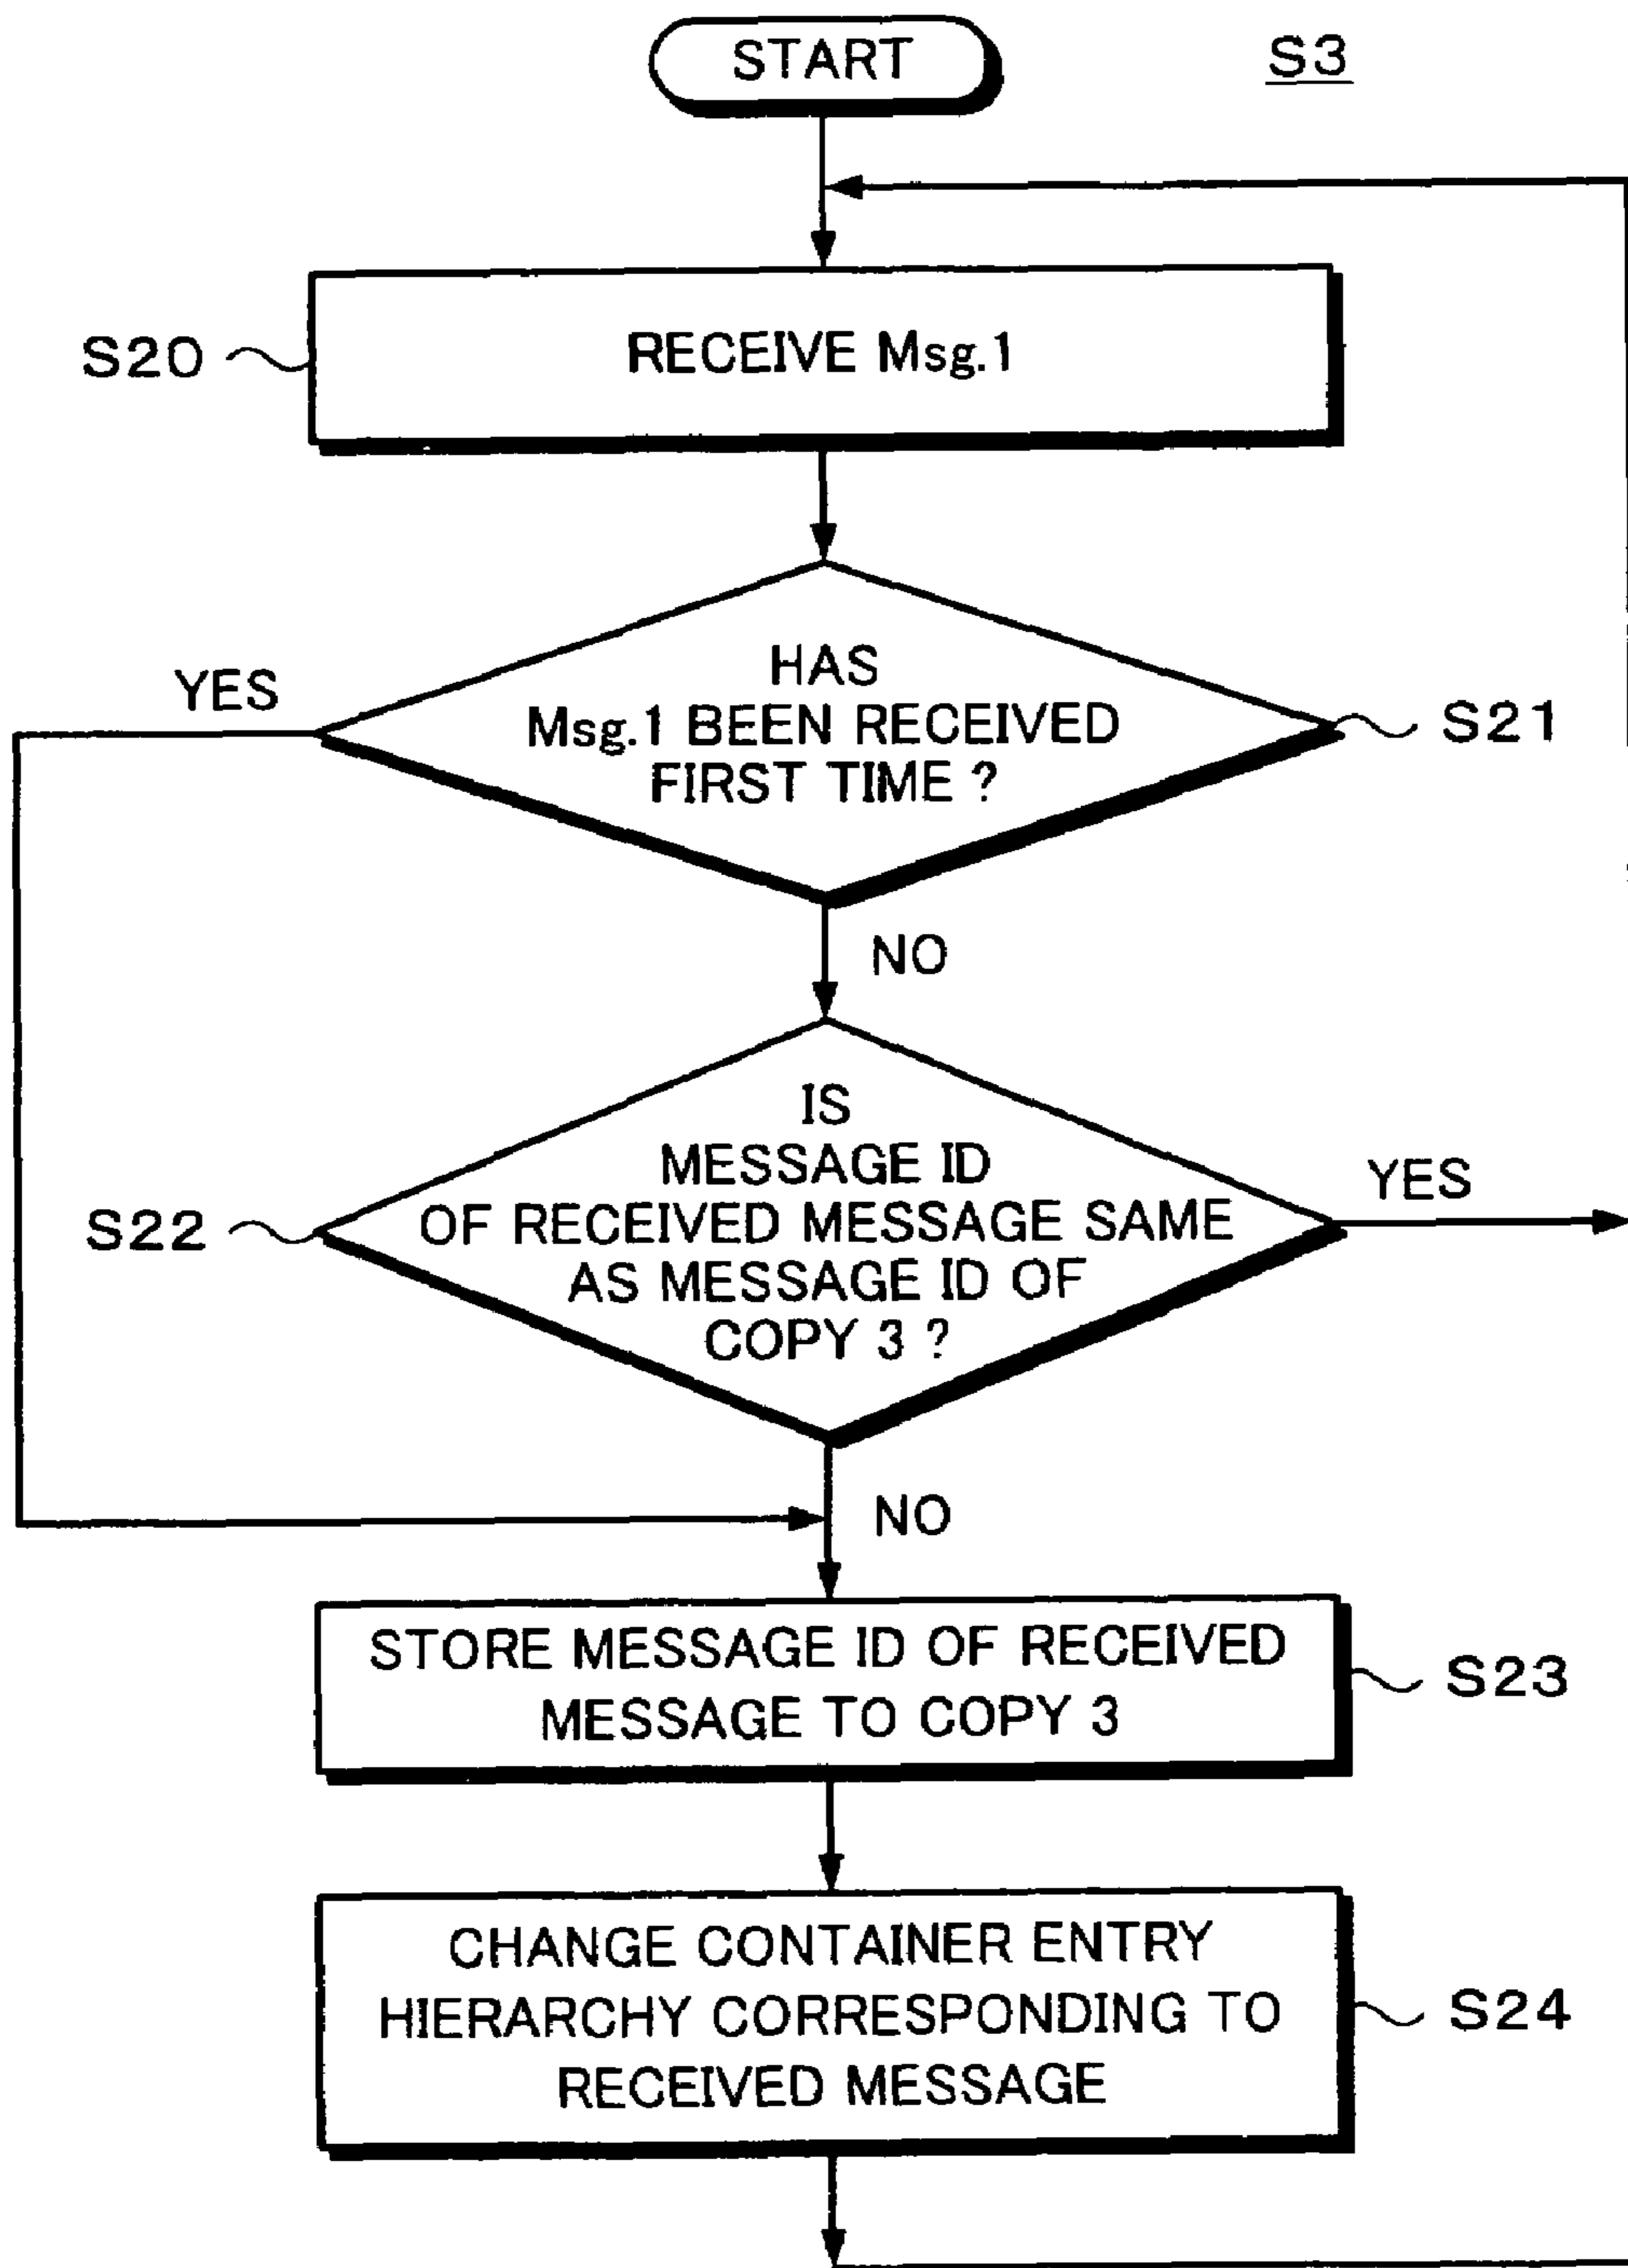 START
S3
S20
RECEIVE Msg.1
YES
HAS
Msg.1 BEEN RECEIVED
FIRST TIME ?
S21
NO
IS
MESSAGE ID
OF RECEIVED MESSAGE SAME
AS MESSAGE ID OF
COPY 3 ?
S22
YES
NO
STORE MESSAGE ID OF RECEIVED
MESSAGE TO COPY 3
S23
CHANGE CONTAINER ENTRY
HIERARCHY CORRESPONDING TO
RECEIVED MESSAGE
S24